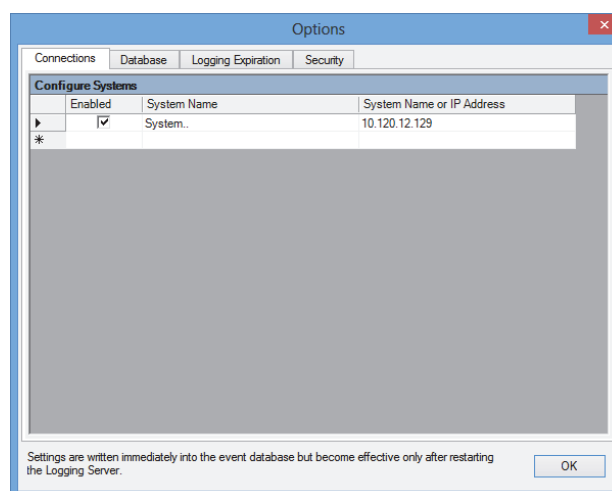 Options
Connections Database Logging Expiration Security
Configure Systems
Enabled System Name System Name or IP Address
System.. 10.120.12.129
Settings are written immediately into the event database but become effective only after restarting
the Logging Server.
OK